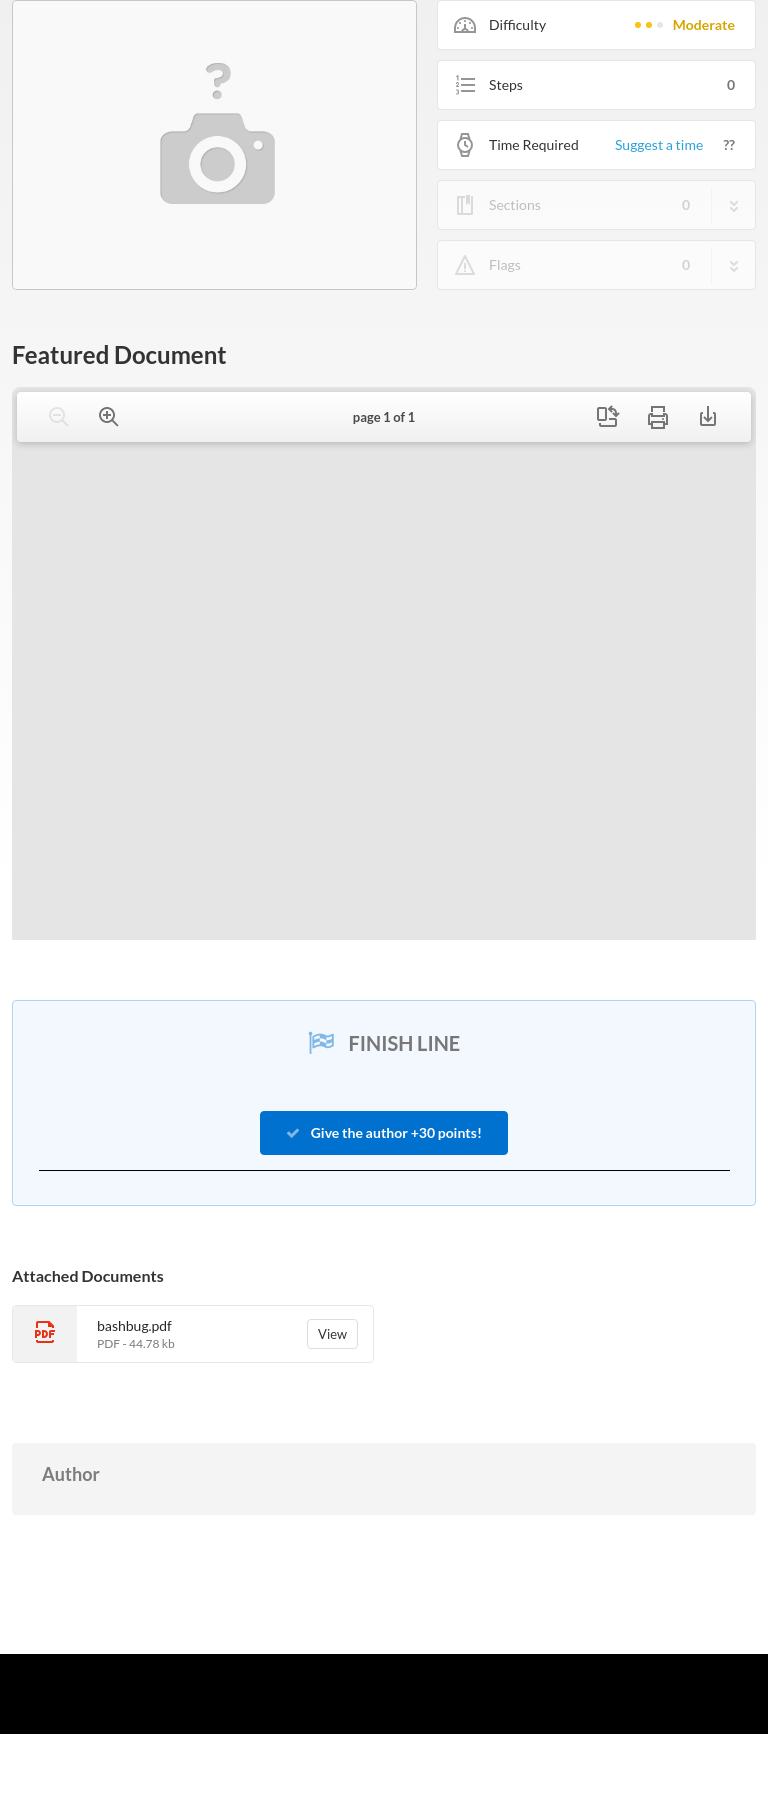 Difficulty Moderate
Steps 0
Time Required Suggest a time ??
Sections 0
Flags 0
Featured Document
page 1 of 1
FINISH LINE
Give the author +30 points!
Attached Documents
PDF
bashbug.pdf
PDF - 44.78 kb
View
Author